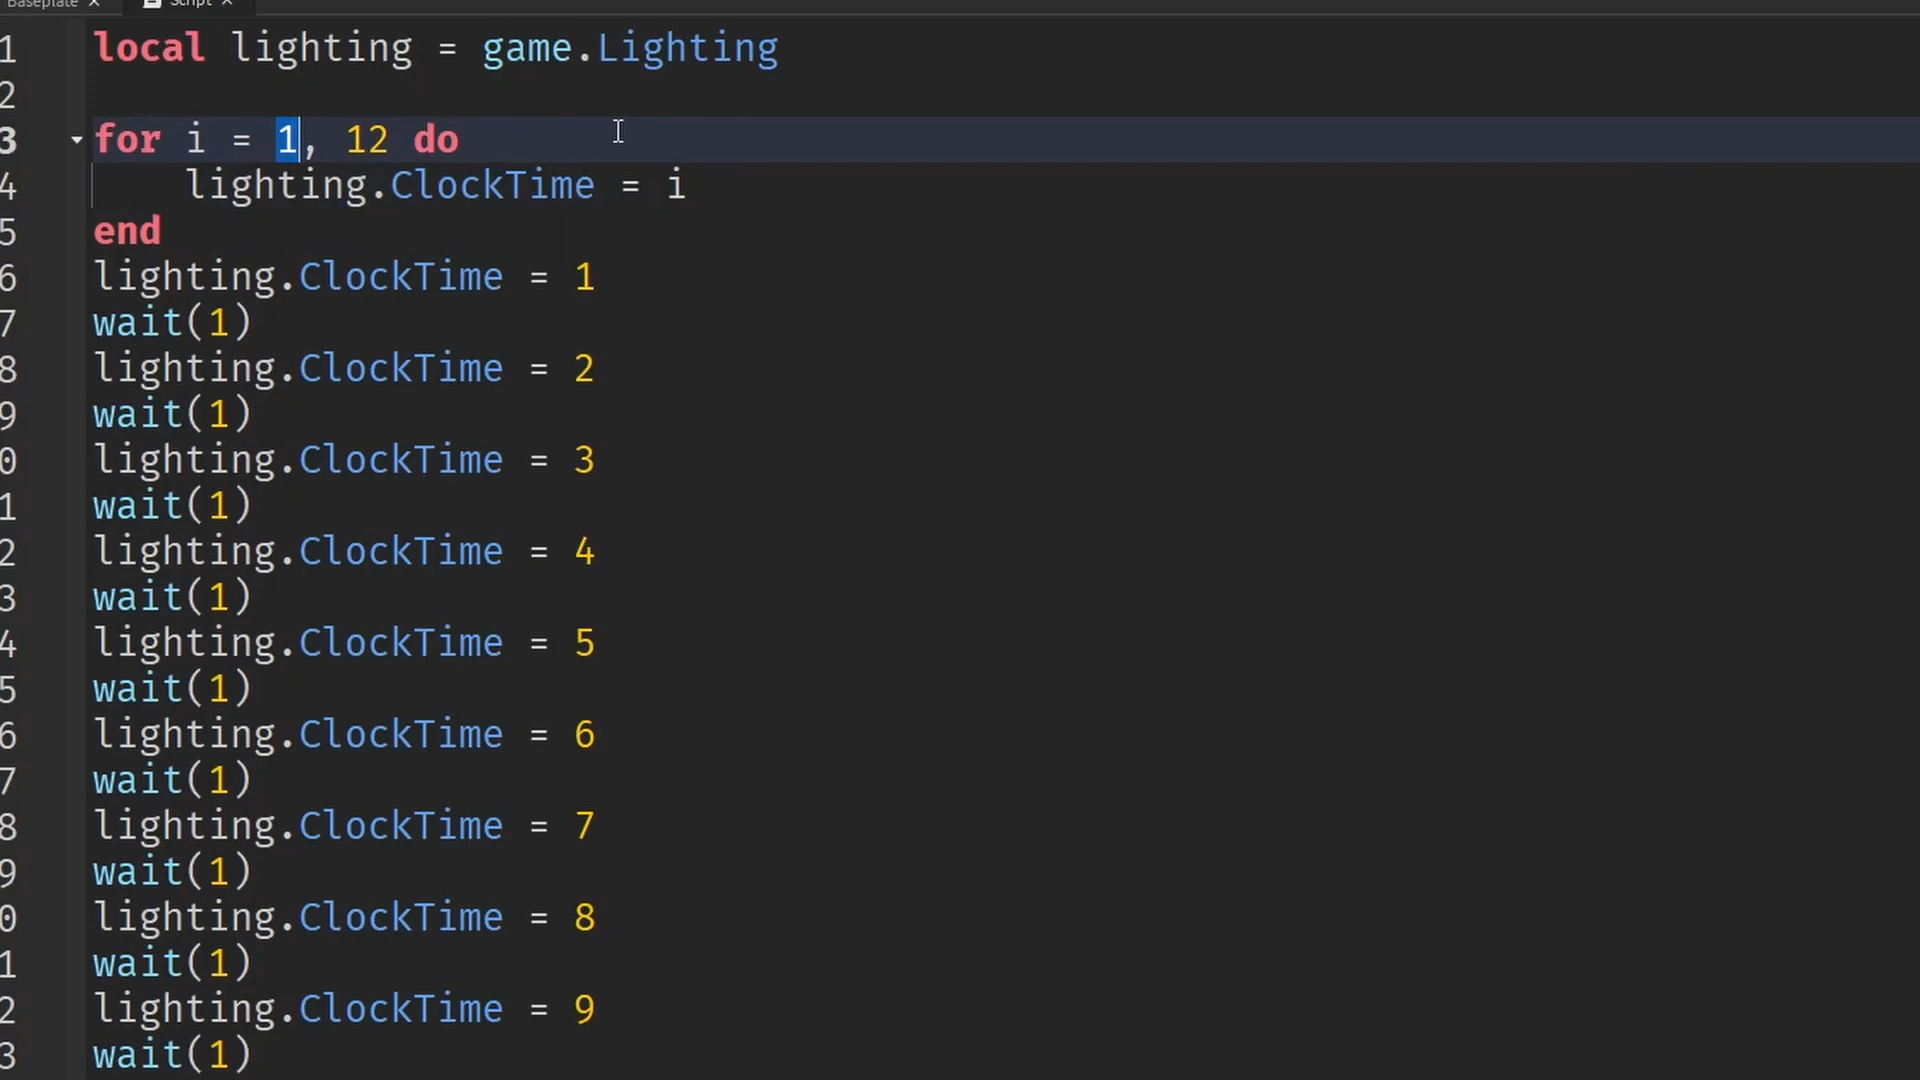 Baseplate × Script ×
1 local lighting = game.Lighting
2
3 for i = 1, 12 do
4 lighting.ClockTime = i
5 end
6 lighting.ClockTime = 1
7 wait(1)
8 lighting.ClockTime = 2
9 wait(1)
0 lighting.ClockTime = 3
1 wait(1)
2 lighting.ClockTime = 4
3 wait(1)
4 lighting.ClockTime = 5
5 wait(1)
6 lighting.ClockTime = 6
7 wait(1)
8 lighting.ClockTime = 7
9 wait(1)
0 lighting.ClockTime = 8
1 wait(1)
2 lighting.ClockTime = 9
3 wait(1)